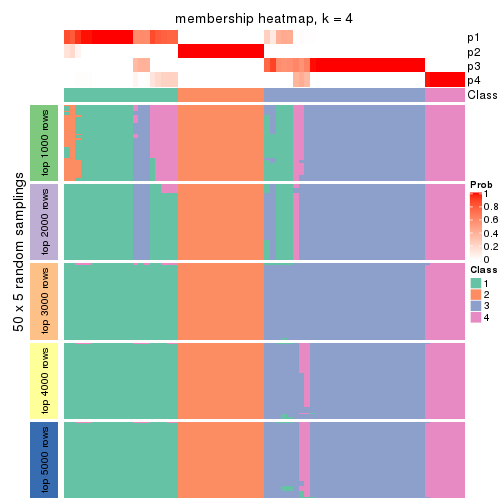 membership heatmap, k = 4
p1
p2
p3
p4
Class
50 x 5 random samplings
top 1000 rows
top 2000 rows
top 3000 rows
top 4000 rows
top 5000 rows
Prob
1
0.8
0.6
0.4
0.2
0
Class
1
2
3
4